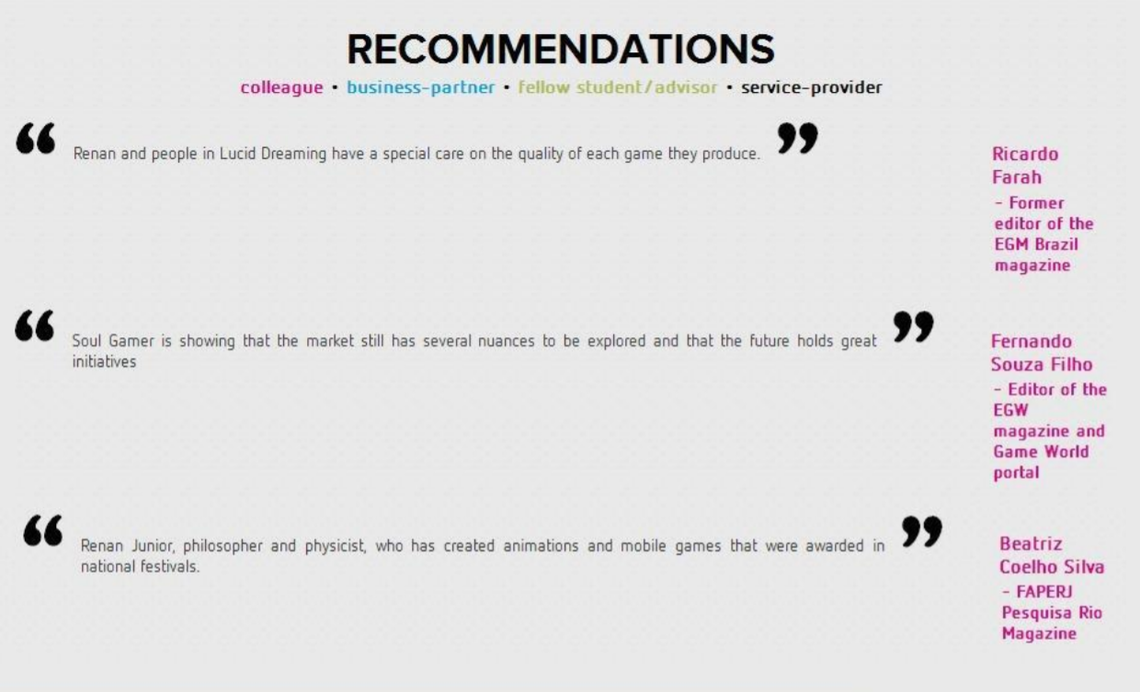 RECOMMENDATIONS
colleague • business-partner • fellow student/advisor • service-provider
“ Renan and people in Lucid Dreaming have a special care on the quality of each game they produce. ”
Ricardo
Farah
- Former
editor of the
EGM Brazil
magazine
“ Soul Gamer is showing that the market still has several nuances to be explored and that the future holds great
initiatives ”
Fernando
Souza Filho
- Editor of the
EGW
magazine and
Game World
portal
“ Renan Junior, philosopher and physicist, who has created animations and mobile games that were awarded in
national festivals. ”
Beatriz
Coelho Silva
- FAPERJ
Pesquisa Rio
Magazine